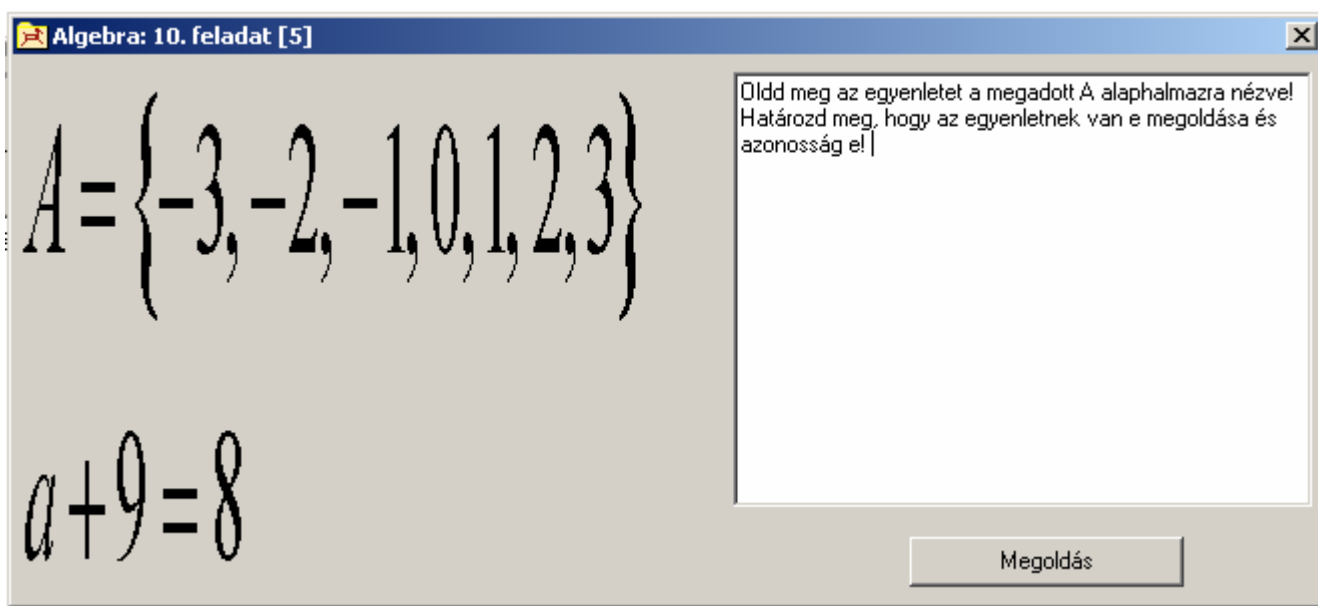 Algebra: 10. feladat [5]
A = {−3, −2, −1, 0, 1, 2, 3}
a + 9 = 8
Oldd meg az egyenletet a megadott A alaphalmazra nézve!
Határozd meg, hogy az egyenletnek van e megoldása és
azonosság e!
Megoldás